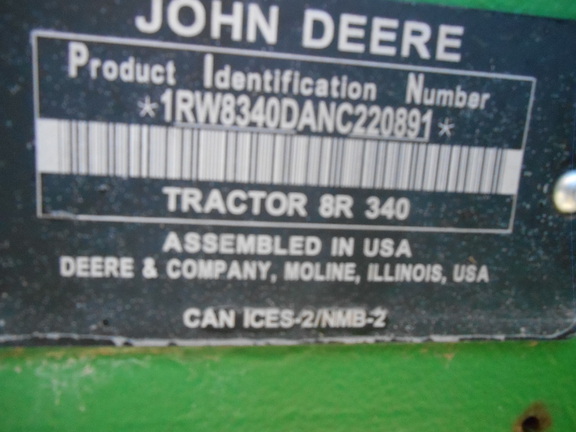 JOHN DEERE
Product Identification Number
*1RW8340DANC220891*
TRACTOR 8R 340
ASSEMBLED IN USA
DEERE & COMPANY, MOLINE, ILLINOIS, USA
CAN ICES-2/NMB-2